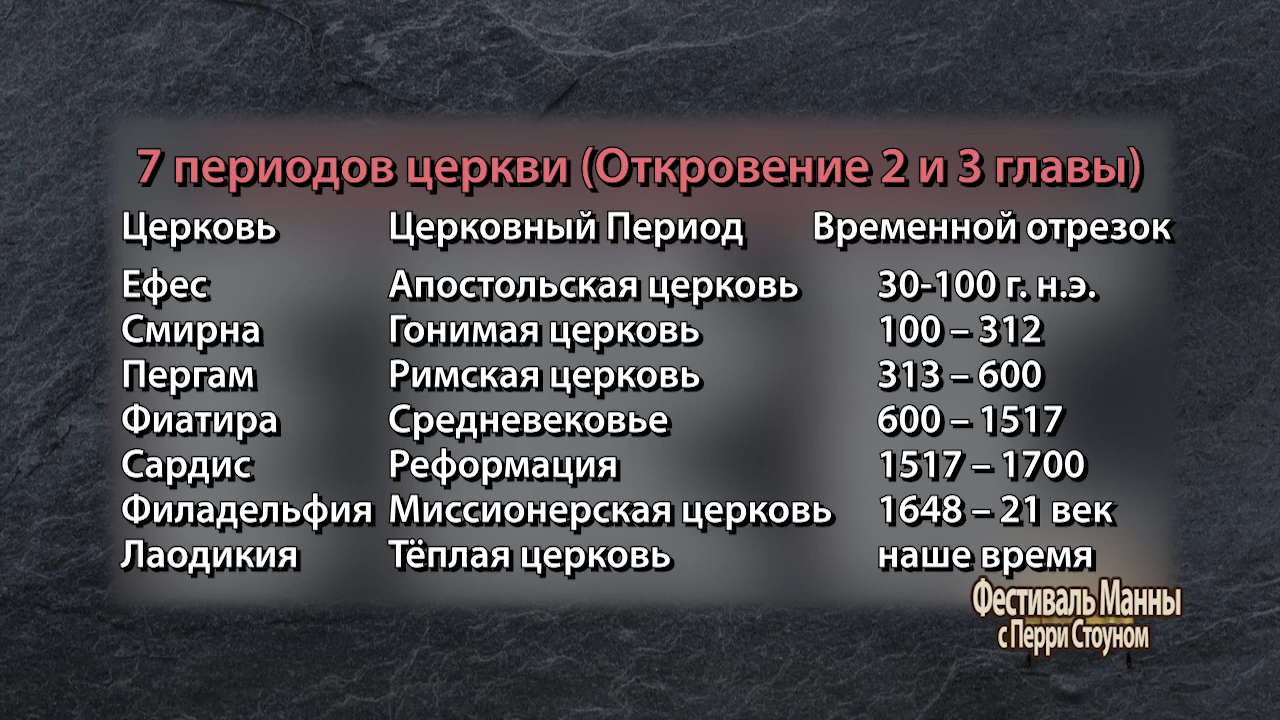 7 периодов церкви (Откровение 2 и 3 главы)
Церковь Церковный Период Временной отрезок
Ефес Апостольская церковь 30-100 г. н.э.
Смирна Гонимая церковь 100 – 312
Пергам Римская церковь 313 – 600
Фиатира Средневековье 600 – 1517
Сардис Реформация 1517 – 1700
Филадельфия Миссионерская церковь 1648 – 21 век
Лаодикия Тёплая церковь наше время
Фестиваль Манны
с Перри Стоуном